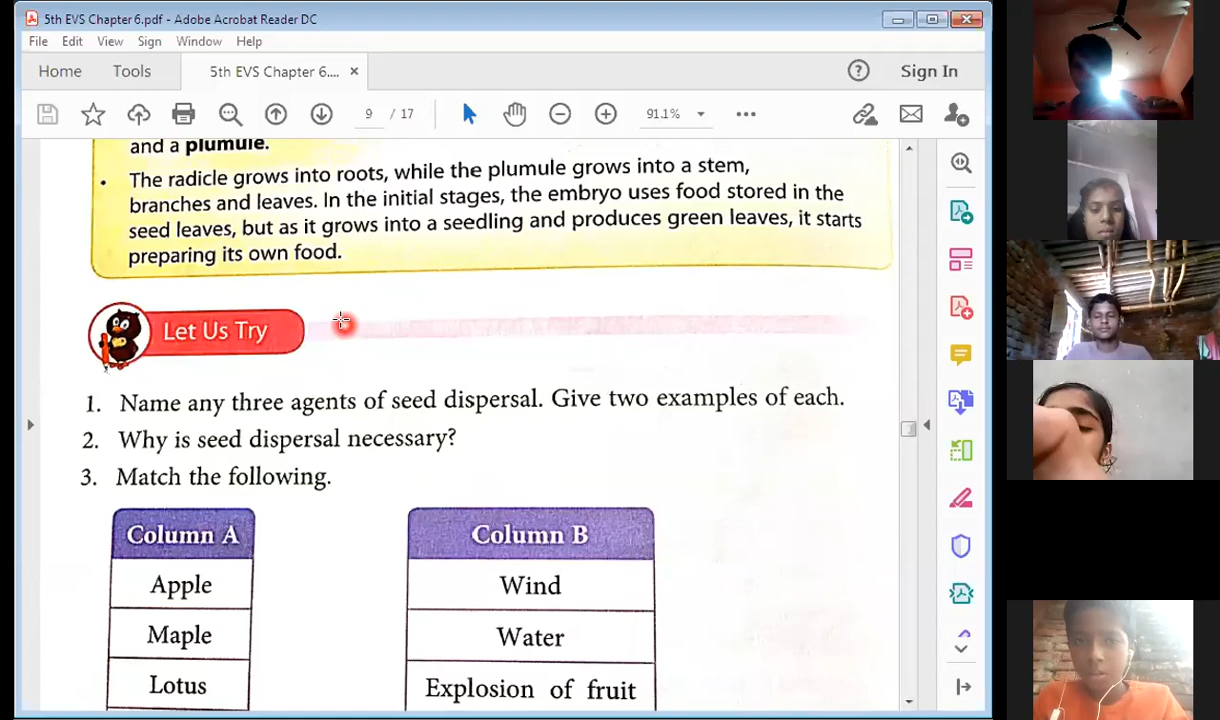 5th EVS Chapter 6.pdf - Adobe Acrobat Reader DC
File Edit View Sign Window Help
Home Tools 5th EVS Chapter 6.... × Sign In
9 / 17 91.1%
and a plumule.
• The radicle grows into roots, while the plumule grows into a stem,
branches and leaves. In the initial stages, the embryo uses food stored in the
seed leaves, but as it grows into a seedling and produces green leaves, it starts
preparing its own food.
Let Us Try
1. Name any three agents of seed dispersal. Give two examples of each.
2. Why is seed dispersal necessary?
3. Match the following.
Column A Column B
Apple Wind
Maple Water
Lotus Explosion of fruit